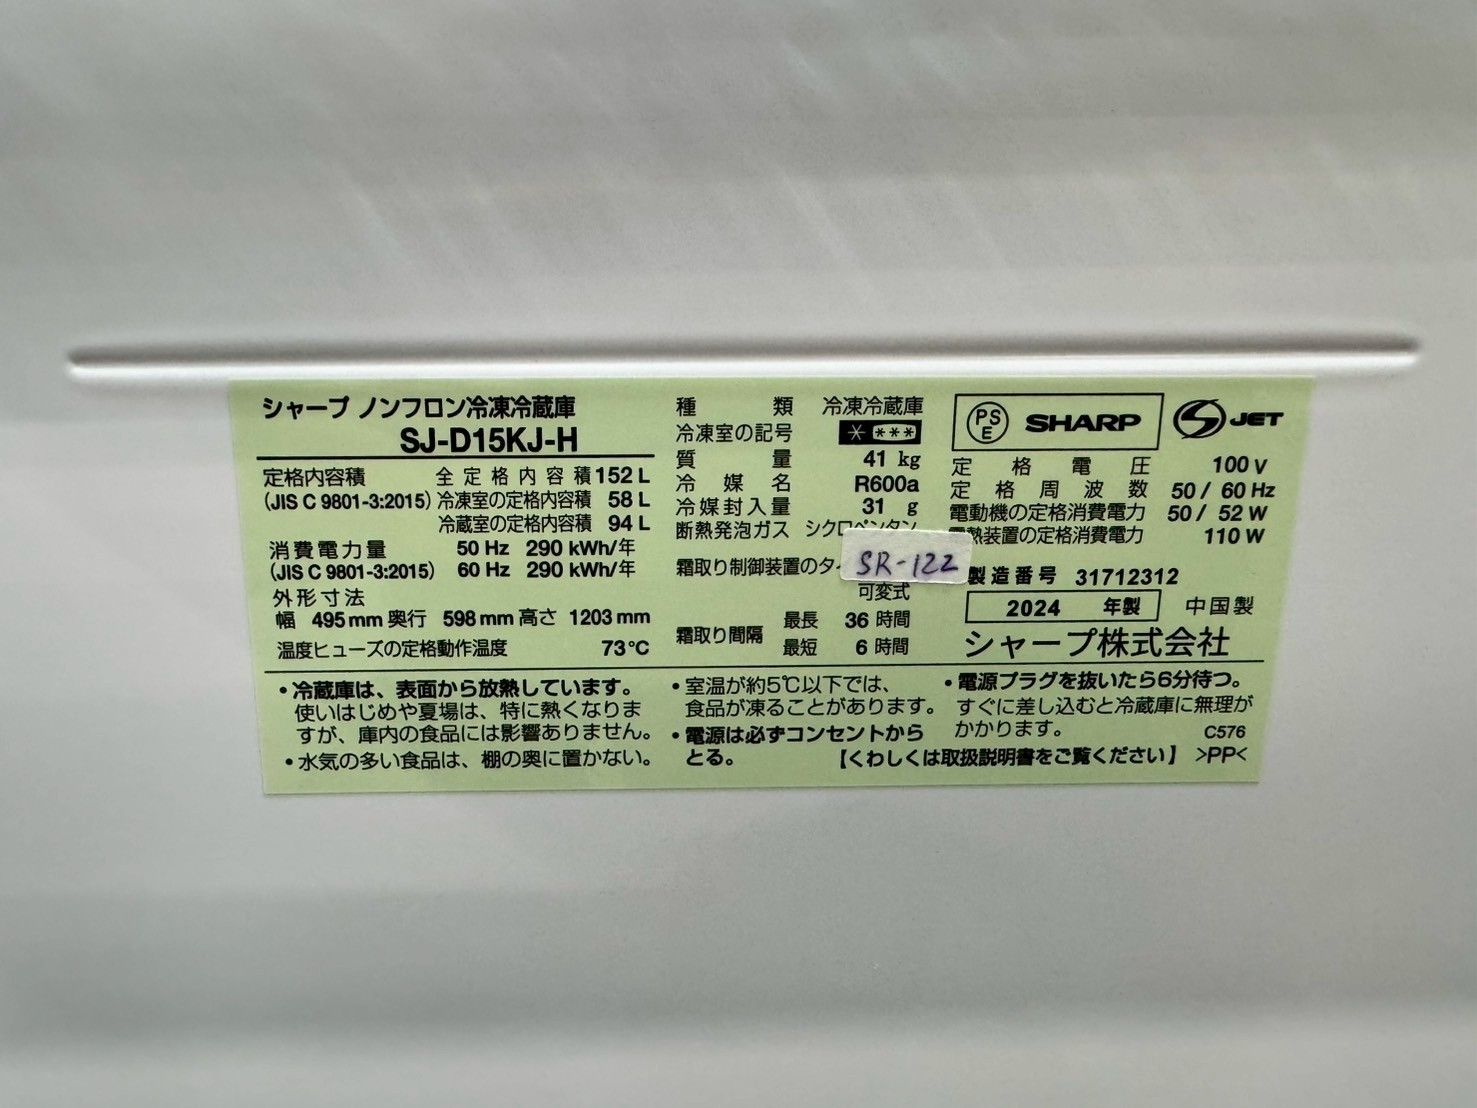 シャープ ノンフロン冷凍冷蔵庫
SJ-D15KJ-H
定格内容積 全定格内容積 152 L
(JIS C 9801-3:2015) 冷凍室の定格内容積 58 L
冷蔵室の定格内容積 94 L
消費電力量 50 Hz 290 kWh/年
(JIS C 9801-3:2015) 60 Hz 290 kWh/年
外形寸法
幅 495 mm 奥行 598 mm 高さ 1203 mm
温度ヒューズの定格動作温度 73℃
種類 冷凍冷蔵庫
冷凍室の記号 ****
質量 41 kg
冷媒名 R600a
冷媒封入量 31 g
断熱発泡ガス シクロペンタン
霜取り制御装置のタイ
SR-122
可変式
霜取り間隔 最長 36 時間
最短 6 時間
PS E SHARP S JET
定格電圧 100 V
定格周波数 50 / 60 Hz
電動機の定格消費電力 50 / 52 W
電熱装置の定格消費電力 110 W
製造番号 31712312
2024 年製 中国製
シャープ株式会社
・冷蔵庫は、表面から放熱しています。
使いはじめや夏場は、特に熱くなりま
すが、庫内の食品には影響ありません。
・水気の多い食品は、棚の奥に置かない。
・室温が約5℃以下では、
食品が凍ることがあります。
・電源は必ずコンセントから
とる。
・電源プラグを抜いたら6分待つ。
すぐに差し込むと冷蔵庫に無理が
かかります。 C576
【くわしくは取扱説明書をご覧ください】 >PP<